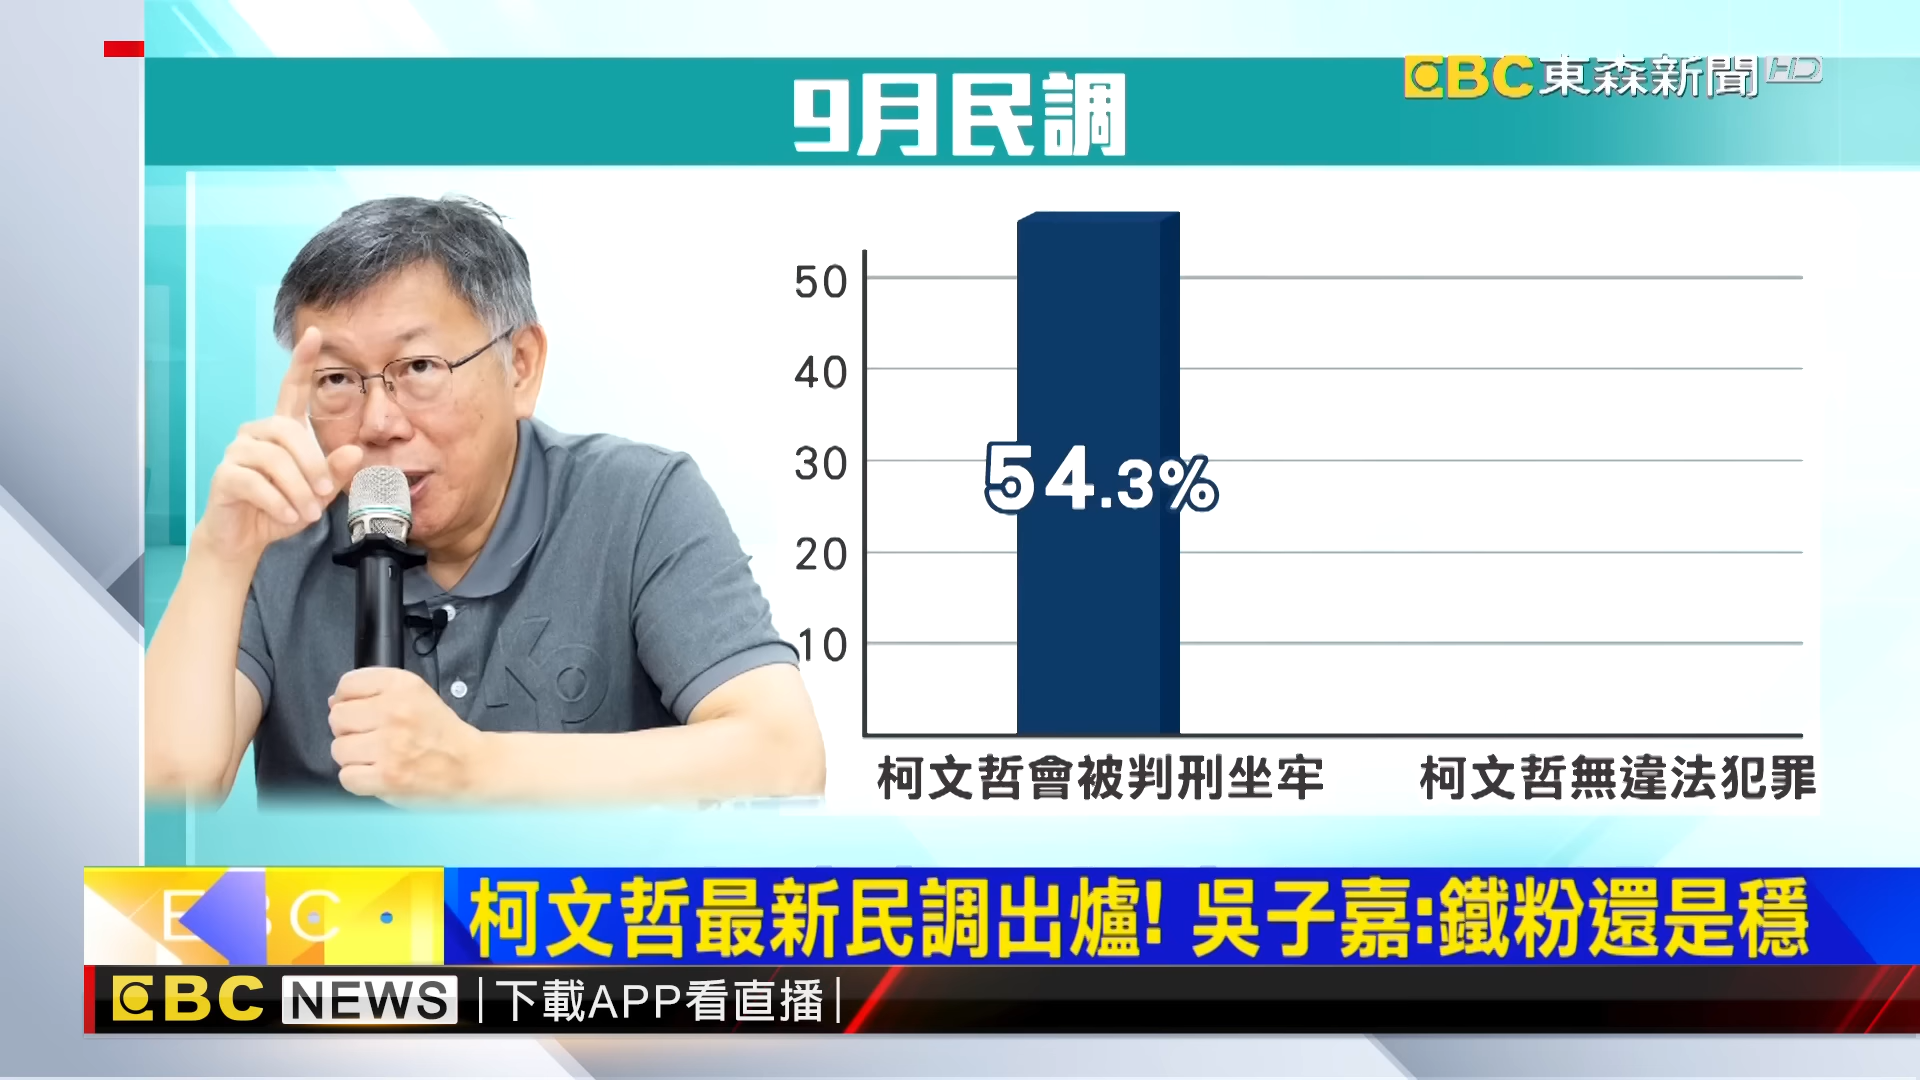 9月民調
EBC東森新聞HD
50
40
30
20
10
54.3%
柯文哲會被判刑坐牢
柯文哲無違法犯罪
KP
EBC
柯文哲最新民調出爐! 吳子嘉:鐵粉還是穩
EBC NEWS |下載APP看直播|